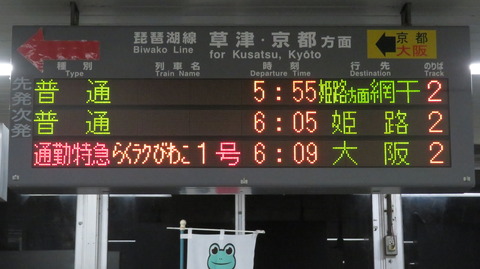 琵琶湖線 草津・京都方面
Biwako Line for Kusatsu, Kyōto
京都
大阪
種別 列車名 時刻 行先 のりば
Type Train Name Departure Time Destination Track
先発 普通 5:55 姫路方面網干 2
次発 普通 6:05 姫路 2
通勤特急 らくラクびわこ 1号 6:09 大阪 2